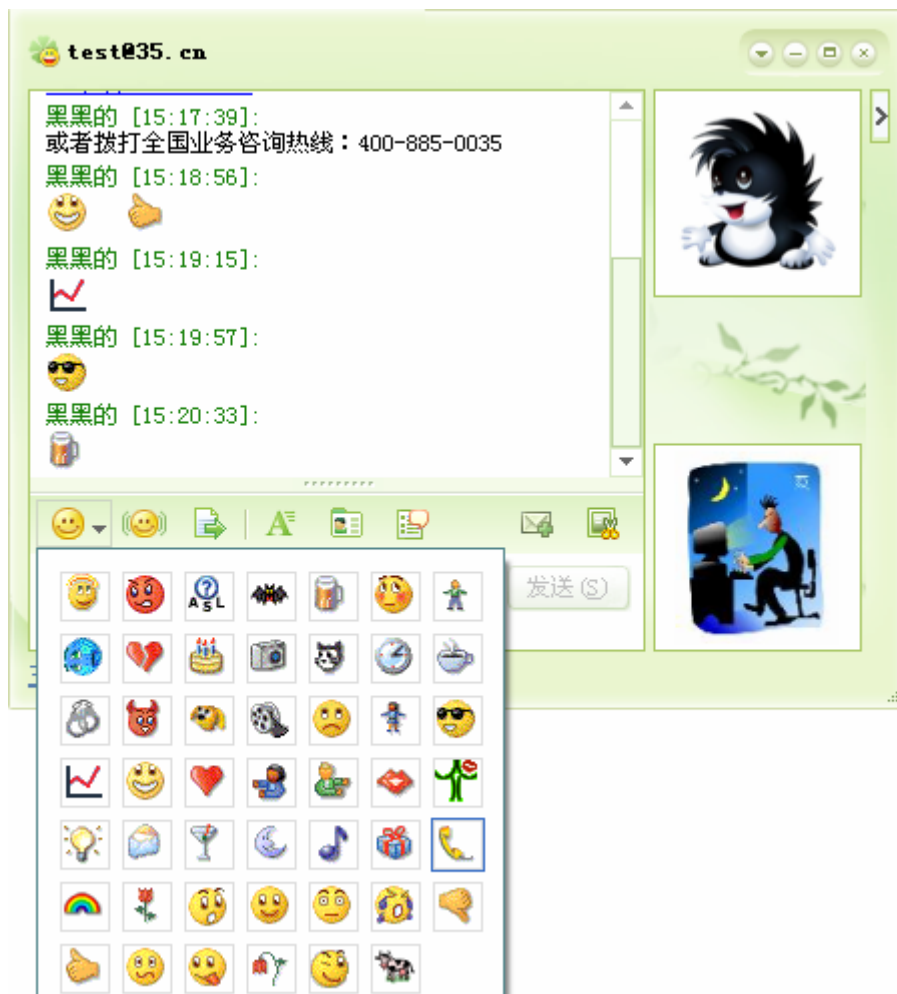 test@35.cn
黑黑的 [15:17:39]:
或者拨打全国业务咨询热线：400-885-0035
黑黑的 [15:18:56]:
黑黑的 [15:19:15]:
黑黑的 [15:19:57]:
黑黑的 [15:20:33]:
A
发送(S)
ASL